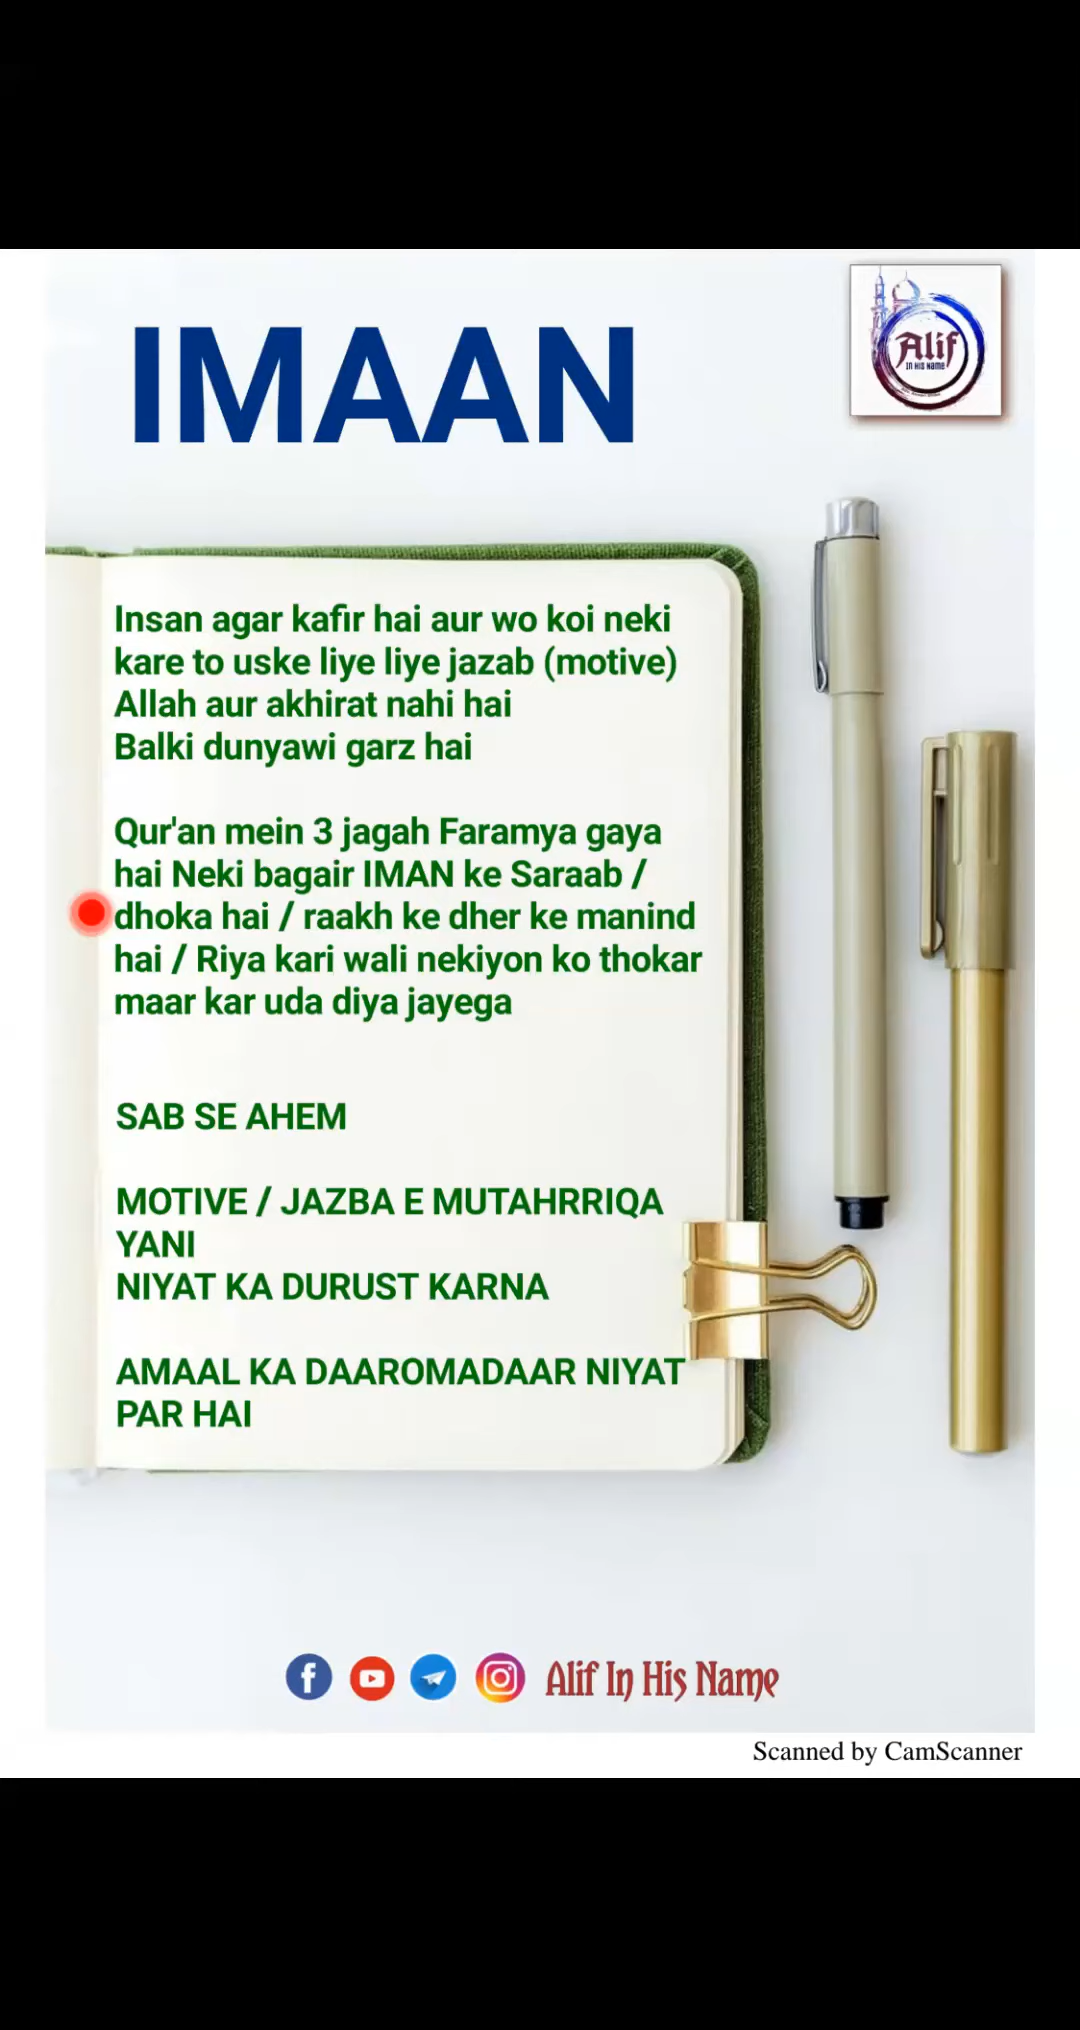 Alif
IN HIS NAME
IMAAN
Insan agar kafir hai aur wo koi neki
kare to uske liye liye jazab (motive)
Allah aur akhirat nahi hai
Balki dunyawi garz hai
Qur'an mein 3 jagah Faramya gaya
hai Neki bagair IMAN ke Saraab /
dhoka hai / raakh ke dher ke manind
hai / Riya kari wali nekiyon ko thokar
maar kar uda diya jayega
SAB SE AHEM
MOTIVE / JAZBA E MUTAHRRIQA
YANI
NIYAT KA DURUST KARNA
AMAAL KA DAAROMADAAR NIYAT
PAR HAI
Alif In His Name
Scanned by CamScanner